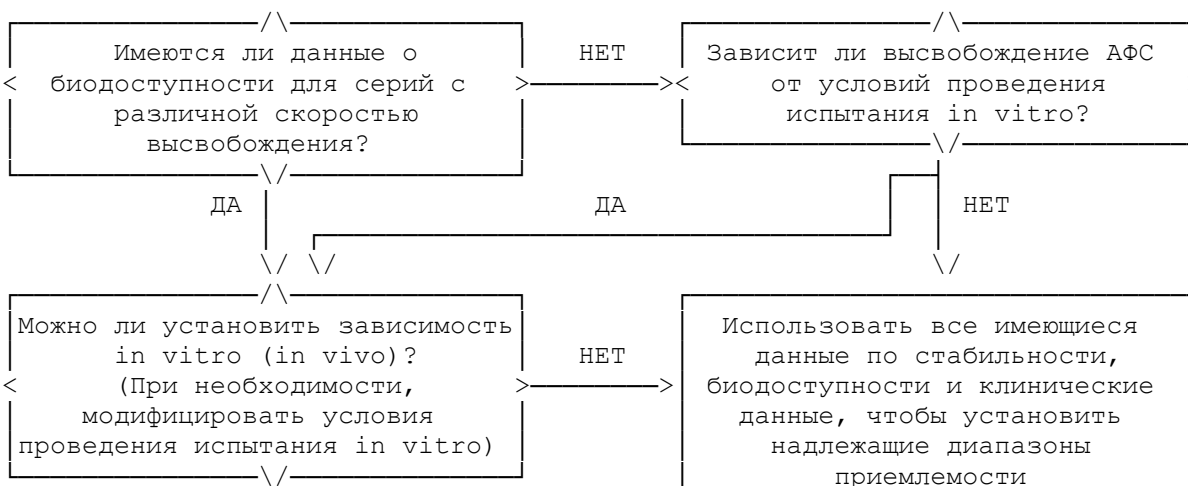 Имеются ли данные о
биодоступности для серий с
различной скоростью
высвобождения?
НЕТ
Зависит ли высвобождение АФС
от условий проведения
испытания in vitro?
ДА
ДА
НЕТ
Можно ли установить зависимость
in vitro (in vivo)?
(При необходимости,
модифицировать условия
проведения испытания in vitro)
НЕТ
Использовать все имеющиеся
данные по стабильности,
биодоступности и клинические
данные, чтобы установить
надлежащие диапазоны
приемлемости